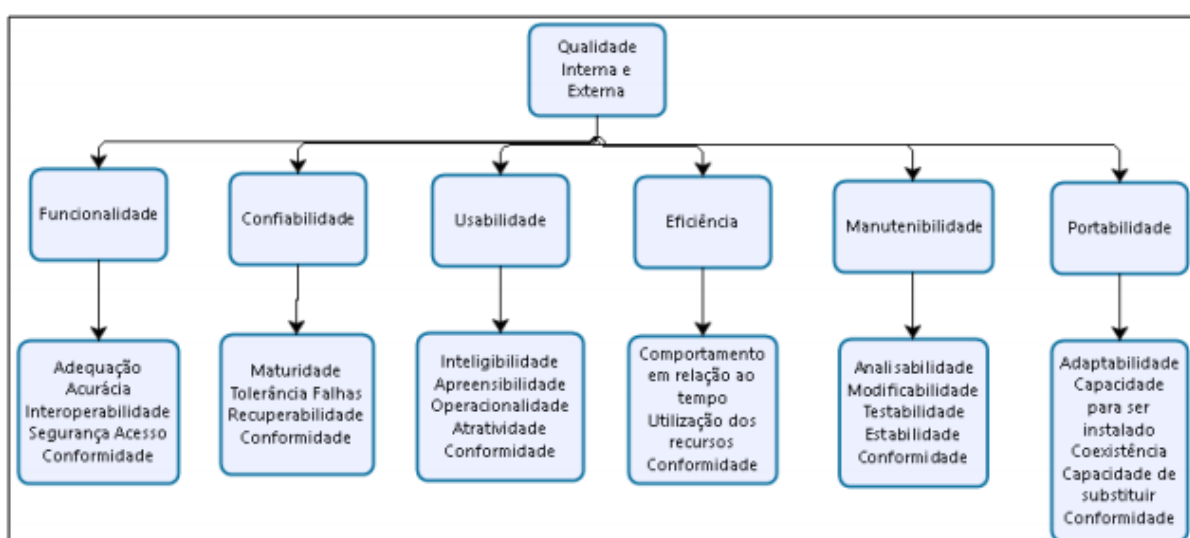 Qualidade
Interna e
Externa
Funcionalidade
Confiabilidade
Usabilidade
Eficiência
Manutenibilidade
Portabilidade
Adequação
Acurácia
Interoperabilidade
Segurança Acesso
Conformidade
Maturidade
Tolerância Falhas
Recuperabilidade
Conformidade
Inteligibilidade
Apreensibilidade
Operacionalidade
Atratividade
Conformidade
Comportamento
em relação ao
tempo
Utilização dos
recursos
Conformidade
Analisabilidade
Modificabilidade
Testabilidade
Estabilidade
Conformidade
Adaptabilidade
Capacidade
para ser
instalado
Coexistência
Capacidade de
substituir
Conformidade